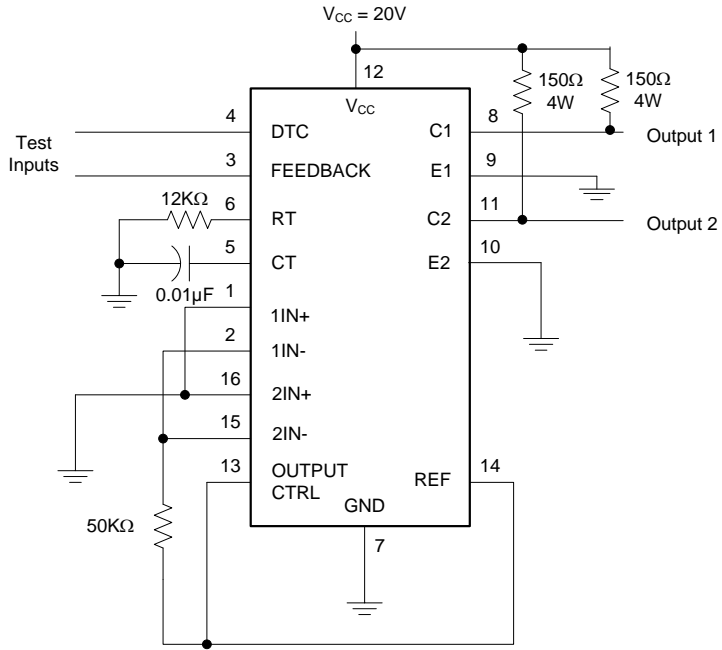 VCC = 20V
12
VCC
150Ω
4W
150Ω
4W
Test
Inputs
4
DTC
C1
8
Output 1
3
FEEDBACK
E1
9
12KΩ
6
RT
C2
11
Output 2
5
CT
E2
10
0.01µF
1
1IN+
2
1IN-
16
2IN+
15
2IN-
13
OUTPUT
CTRL
REF
14
GND
7
50KΩ